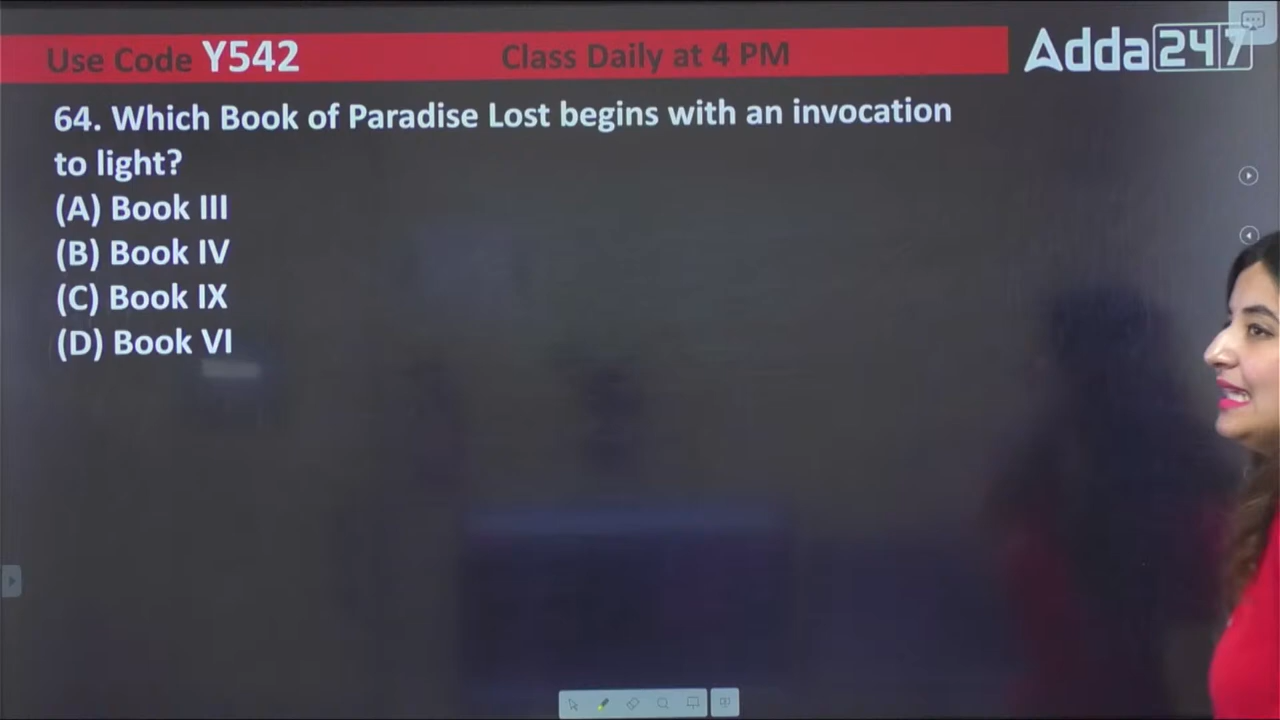 Use Code Y542 Class Daily at 4 PM Adda247
64. Which Book of Paradise Lost begins with an invocation
to light?
(A) Book III
(B) Book IV
(C) Book IX
(D) Book VI